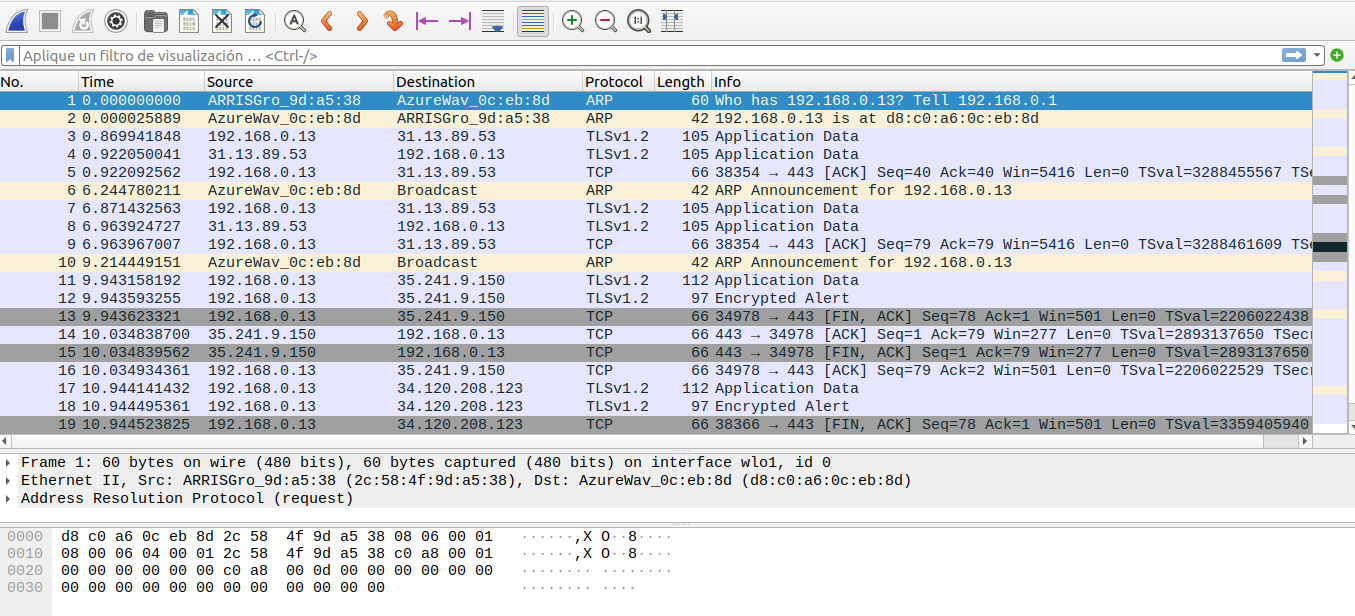 Aplique un filtro de visualización … <Ctrl-/>
No. Time Source Destination Protocol Length Info
1 0.000000000 ARRISGro_9d:a5:38 AzureWav_0c:eb:8d ARP 60 Who has 192.168.0.13? Tell 192.168.0.1
2 0.000025889 AzureWav_0c:eb:8d ARRISGro_9d:a5:38 ARP 42 192.168.0.13 is at d8:c0:a6:0c:eb:8d
3 0.869941848 192.168.0.13 31.13.89.53 TLSv1.2 105 Application Data
4 0.922050041 31.13.89.53 192.168.0.13 TLSv1.2 105 Application Data
5 0.922092562 192.168.0.13 31.13.89.53 TCP 66 38354 → 443 [ACK] Seq=40 Ack=40 Win=5416 Len=0 TSval=3288455567 TSe
6 6.244780211 AzureWav_0c:eb:8d Broadcast ARP 42 ARP Announcement for 192.168.0.13
7 6.871432563 192.168.0.13 31.13.89.53 TLSv1.2 105 Application Data
8 6.963924727 31.13.89.53 192.168.0.13 TLSv1.2 105 Application Data
9 6.963967007 192.168.0.13 31.13.89.53 TCP 66 38354 → 443 [ACK] Seq=79 Ack=79 Win=5416 Len=0 TSval=3288461609 TSe
10 9.214449151 AzureWav_0c:eb:8d Broadcast ARP 42 ARP Announcement for 192.168.0.13
11 9.943158192 192.168.0.13 35.241.9.150 TLSv1.2 112 Application Data
12 9.943593255 192.168.0.13 35.241.9.150 TLSv1.2 97 Encrypted Alert
13 9.943623321 192.168.0.13 35.241.9.150 TCP 66 34978 → 443 [FIN, ACK] Seq=78 Ack=1 Win=501 Len=0 TSval=2206022438
14 10.034838700 35.241.9.150 192.168.0.13 TCP 66 443 → 34978 [ACK] Seq=1 Ack=79 Win=277 Len=0 TSval=2893137650 TSecr
15 10.034839562 35.241.9.150 192.168.0.13 TCP 66 443 → 34978 [FIN, ACK] Seq=1 Ack=79 Win=277 Len=0 TSval=2893137650
16 10.034934361 192.168.0.13 35.241.9.150 TCP 66 34978 → 443 [ACK] Seq=79 Ack=2 Win=501 Len=0 TSval=2206022529 TSecr
17 10.944141432 192.168.0.13 34.120.208.123 TLSv1.2 112 Application Data
18 10.944495361 192.168.0.13 34.120.208.123 TLSv1.2 97 Encrypted Alert
19 10.944523825 192.168.0.13 34.120.208.123 TCP 66 38366 → 443 [FIN, ACK] Seq=78 Ack=1 Win=501 Len=0 TSval=3359405940
Frame 1: 60 bytes on wire (480 bits), 60 bytes captured (480 bits) on interface wlo1, id 0
Ethernet II, Src: ARRISGro_9d:a5:38 (2c:58:4f:9d:a5:38), Dst: AzureWav_0c:eb:8d (d8:c0:a6:0c:eb:8d)
Address Resolution Protocol (request)
0000 d8 c0 a6 0c eb 8d 2c 58 4f 9d a5 38 08 06 00 01 ······,X O··8····
0010 08 00 06 04 00 01 2c 58 4f 9d a5 38 c0 a8 00 01 ······,X O··8····
0020 00 00 00 00 00 00 c0 a8 00 0d 00 00 00 00 00 00 ········ ········
0030 00 00 00 00 00 00 00 00 00 00 00 00 ········ ····